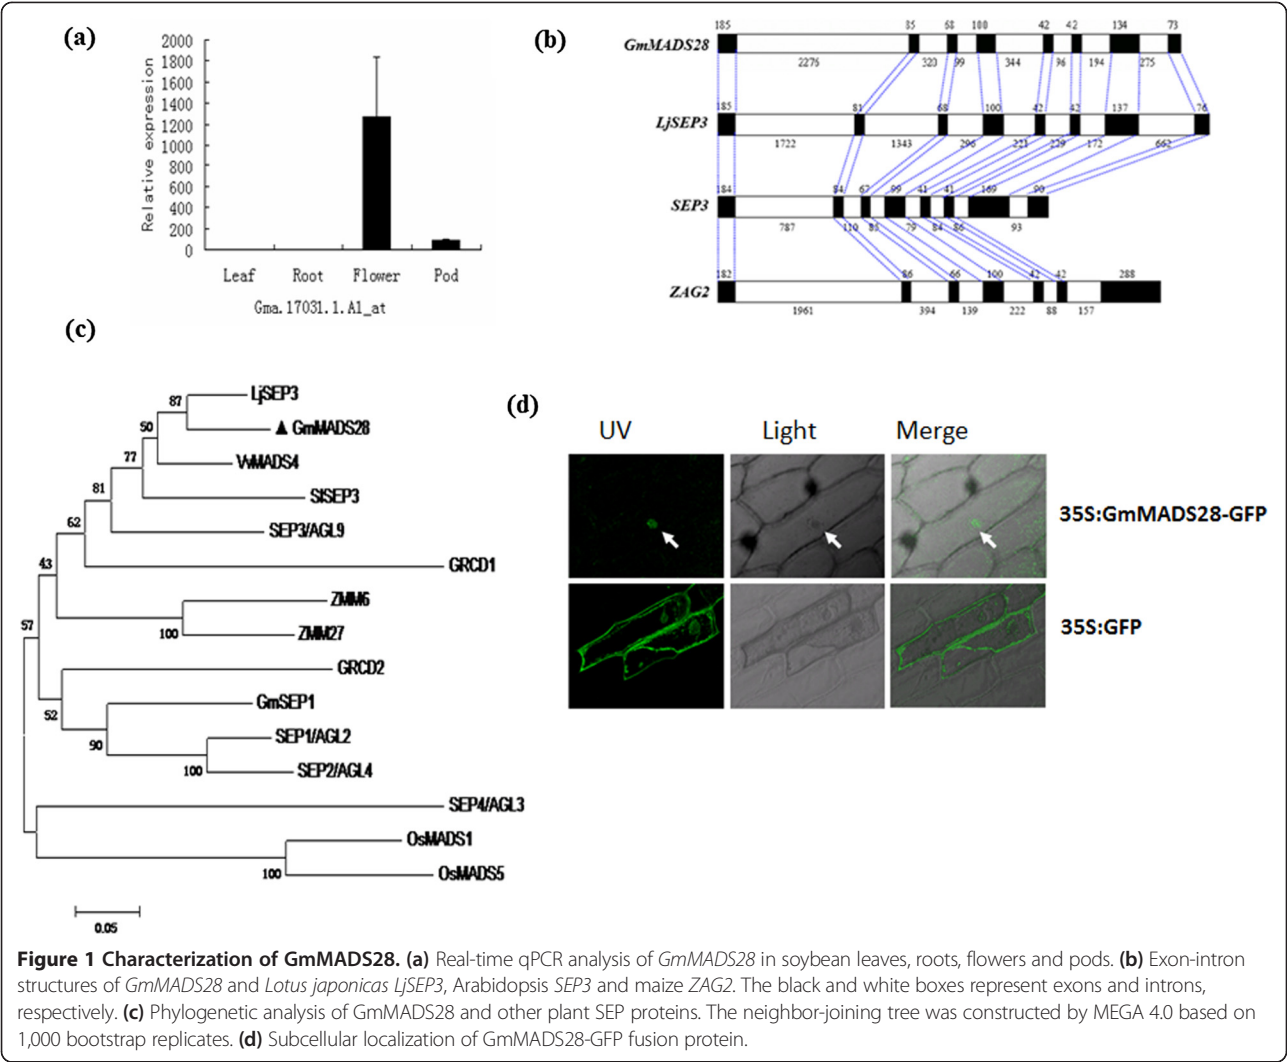 (a)
2000
1800
1600
1400
1200
1000
800
600
400
200
0
Relative expression
Leaf Root Flower Pod
Gma.17031.1.A1_at
(b)
185 85 68 100 42 42 134 73
GmMADS28
2276 323 99 344 96 194 275
185 81 68 100 42 42 137 76
LjSEP3
1722 1343 296 221 229 172 662
184 84 67 99 41 41 169 90
SEP3
787 110 85 79 84 86 93
182 86 66 100 42 42 288
ZAG2
1961 394 139 222 88 157
(c)
LjSEP3
87
GmMADS28
50
VvMADS4
77
SlSEP3
81
SEP3/AGL9
62
GRCD1
43
ZMM6
100
ZMM27
57
GRCD2
52
GmSEP1
90
SEP1/AGL2
100
SEP2/AGL4
SEP4/AGL3
OsMADS1
100
OsMADS5
0.05
(d)
UV Light Merge
35S:GmMADS28-GFP
35S:GFP
Figure 1 Characterization of GmMADS28. (a) Real-time qPCR analysis of GmMADS28 in soybean leaves, roots, flowers and pods. (b) Exon-intron
structures of GmMADS28 and Lotus japonicas LjSEP3, Arabidopsis SEP3 and maize ZAG2. The black and white boxes represent exons and introns,
respectively. (c) Phylogenetic analysis of GmMADS28 and other plant SEP proteins. The neighbor-joining tree was constructed by MEGA 4.0 based on
1,000 bootstrap replicates. (d) Subcellular localization of GmMADS28-GFP fusion protein.